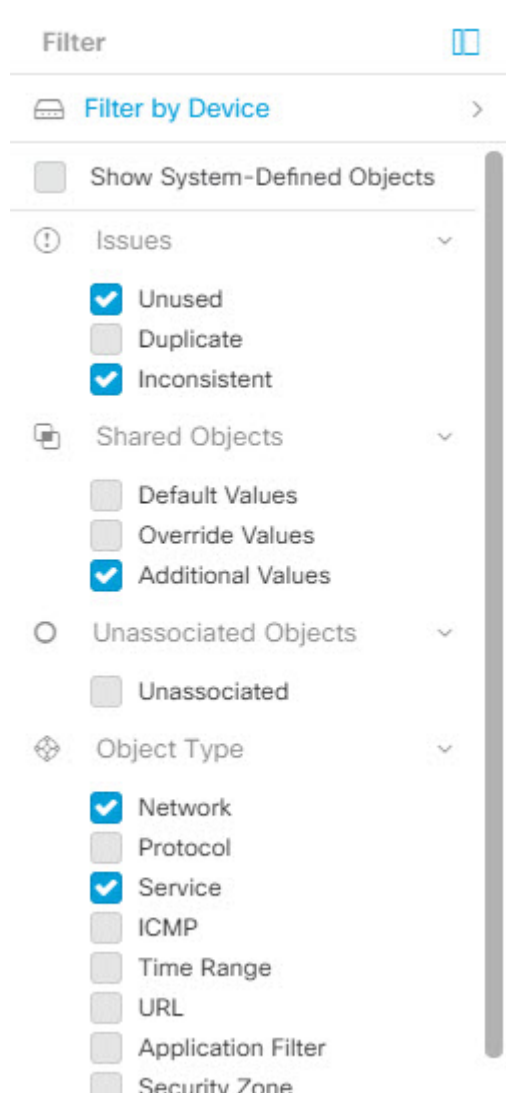 Filter
Filter by Device
Show System-Defined Objects
Issues
Unused
Duplicate
Inconsistent
Shared Objects
Default Values
Override Values
Additional Values
Unassociated Objects
Unassociated
Object Type
Network
Protocol
Service
ICMP
Time Range
URL
Application Filter
Security Zone